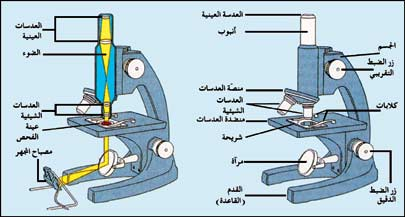 العدسة العينية
أنبوب
الجسم
زر الضبط
التقريبي
منصّة العدسات
العدسات
الشيئية
كلابات
منضدة العدسات
شريحة
مرآة
زر الضبط
الدقيق
القدم
(القاعدة)
العدسات
العينية
الضوء
العدسات
الشيئية
عينة
الفحص
مصباح المجهر